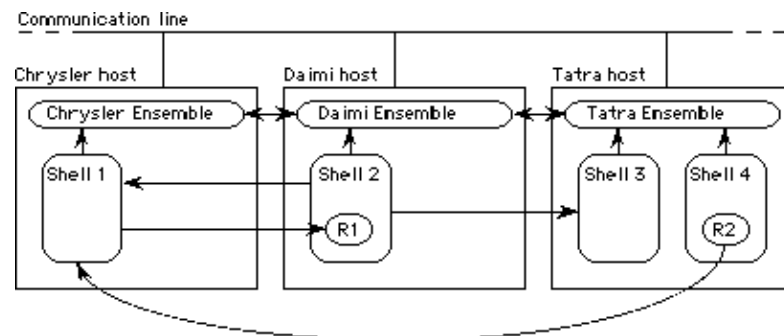 Communication line
Chrysler host
Daimi host
Tatra host
Chrysler Ensemble
Daimi Ensemble
Tatra Ensemble
Shell 1
Shell 2
Shell 3
Shell 4
R1
R2